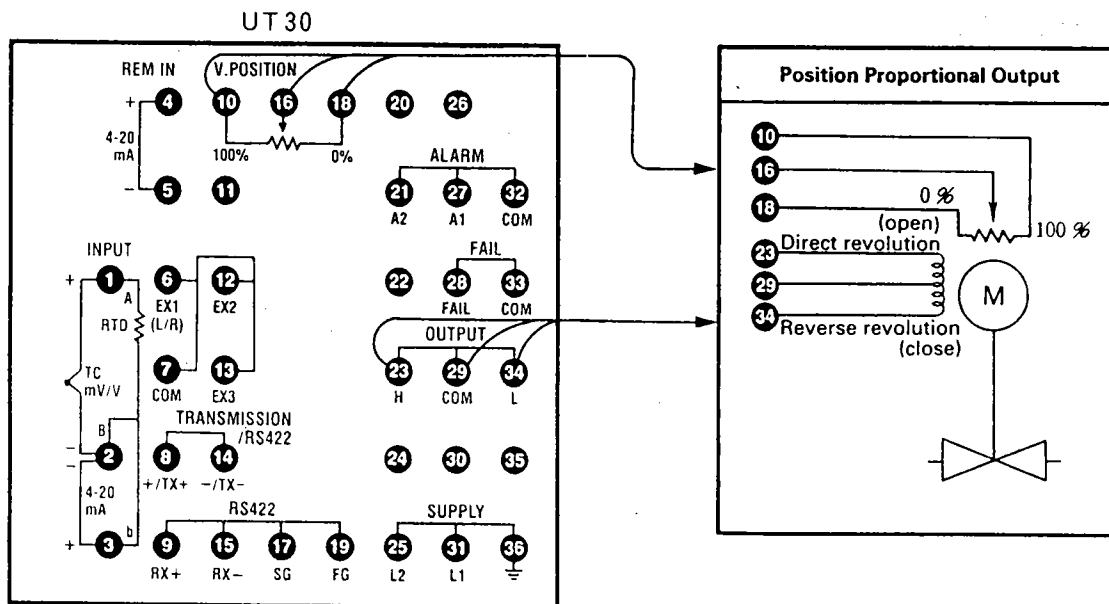 UT30
REM IN
V.POSITION
4
10
16
18
20
26
+
4-20
mA
−
100%
0%
ALARM
5
11
21
27
32
A2
A1
COM
INPUT
FAIL
+
1
6
12
22
28
33
A
EX1
(L/R)
EX2
FAIL
COM
RTD
OUTPUT
7
13
23
29
34
TC
mV/V
COM
EX3
H
COM
L
TRANSMISSION
/RS422
B
−
2
−
8
14
24
30
35
+/TX+
−/TX−
4-20
mA
RS422
SUPPLY
b
+
3
9
15
17
19
25
31
36
RX+
RX−
SG
FG
L2
L1
Position Proportional Output
10
16
18
0 %
(open)
100 %
23
Direct revolution
29
M
34
Reverse revolution
(close)